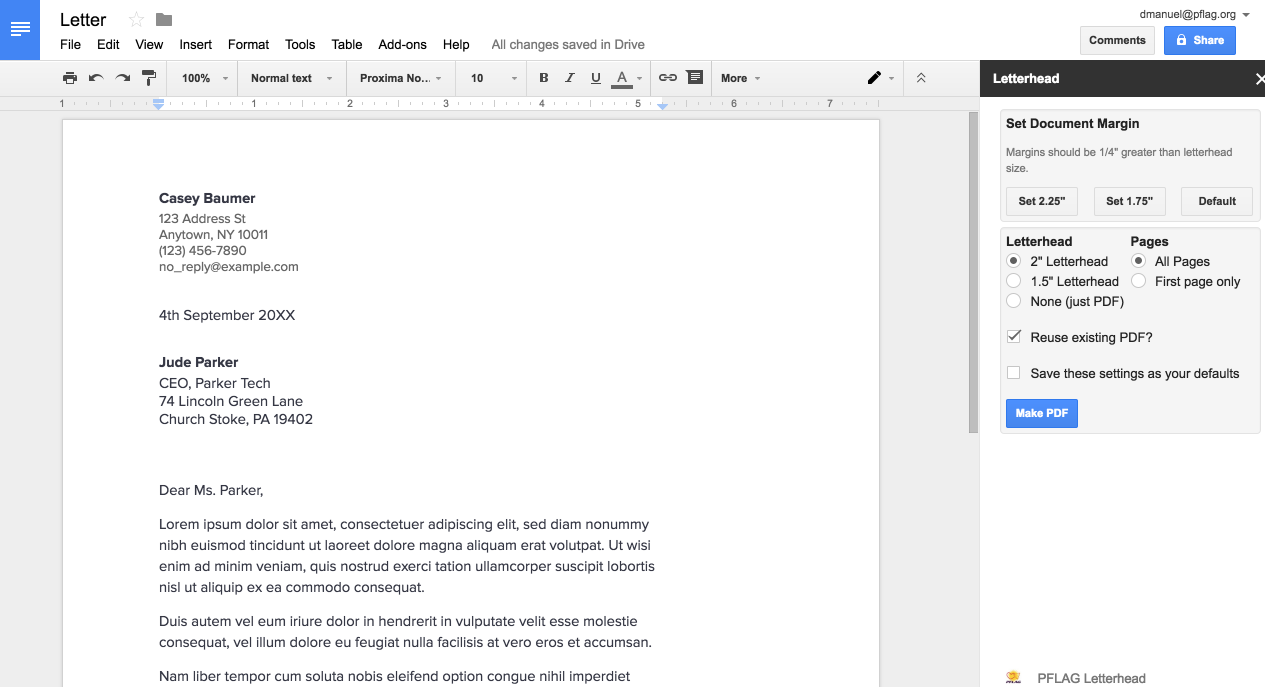 Letter
dmanuel@pflag.org
File Edit View Insert Format Tools Table Add-ons Help All changes saved in Drive
Comments Share
100% Normal text Proxima No... 10 B I U A More
Letterhead
1 1 2 3 4 5 6 7
Set Document Margin
Margins should be 1/4" greater than letterhead
size.
Set 2.25" Set 1.75" Default
Letterhead Pages
2" Letterhead All Pages
1.5" Letterhead First page only
None (just PDF)
Reuse existing PDF?
Save these settings as your defaults
Make PDF
Casey Baumer
123 Address St
Anytown, NY 10011
(123) 456-7890
no_reply@example.com
4th September 20XX
Jude Parker
CEO, Parker Tech
74 Lincoln Green Lane
Church Stoke, PA 19402
Dear Ms. Parker,
Lorem ipsum dolor sit amet, consectetuer adipiscing elit, sed diam nonummy
nibh euismod tincidunt ut laoreet dolore magna aliquam erat volutpat. Ut wisi
enim ad minim veniam, quis nostrud exerci tation ullamcorper suscipit lobortis
nisl ut aliquip ex ea commodo consequat.
Duis autem vel eum iriure dolor in hendrerit in vulputate velit esse molestie
consequat, vel illum dolore eu feugiat nulla facilisis at vero eros et accumsan.
Nam liber tempor cum soluta nobis eleifend option congue nihil imperdiet
PFLAG PFLAG Letterhead